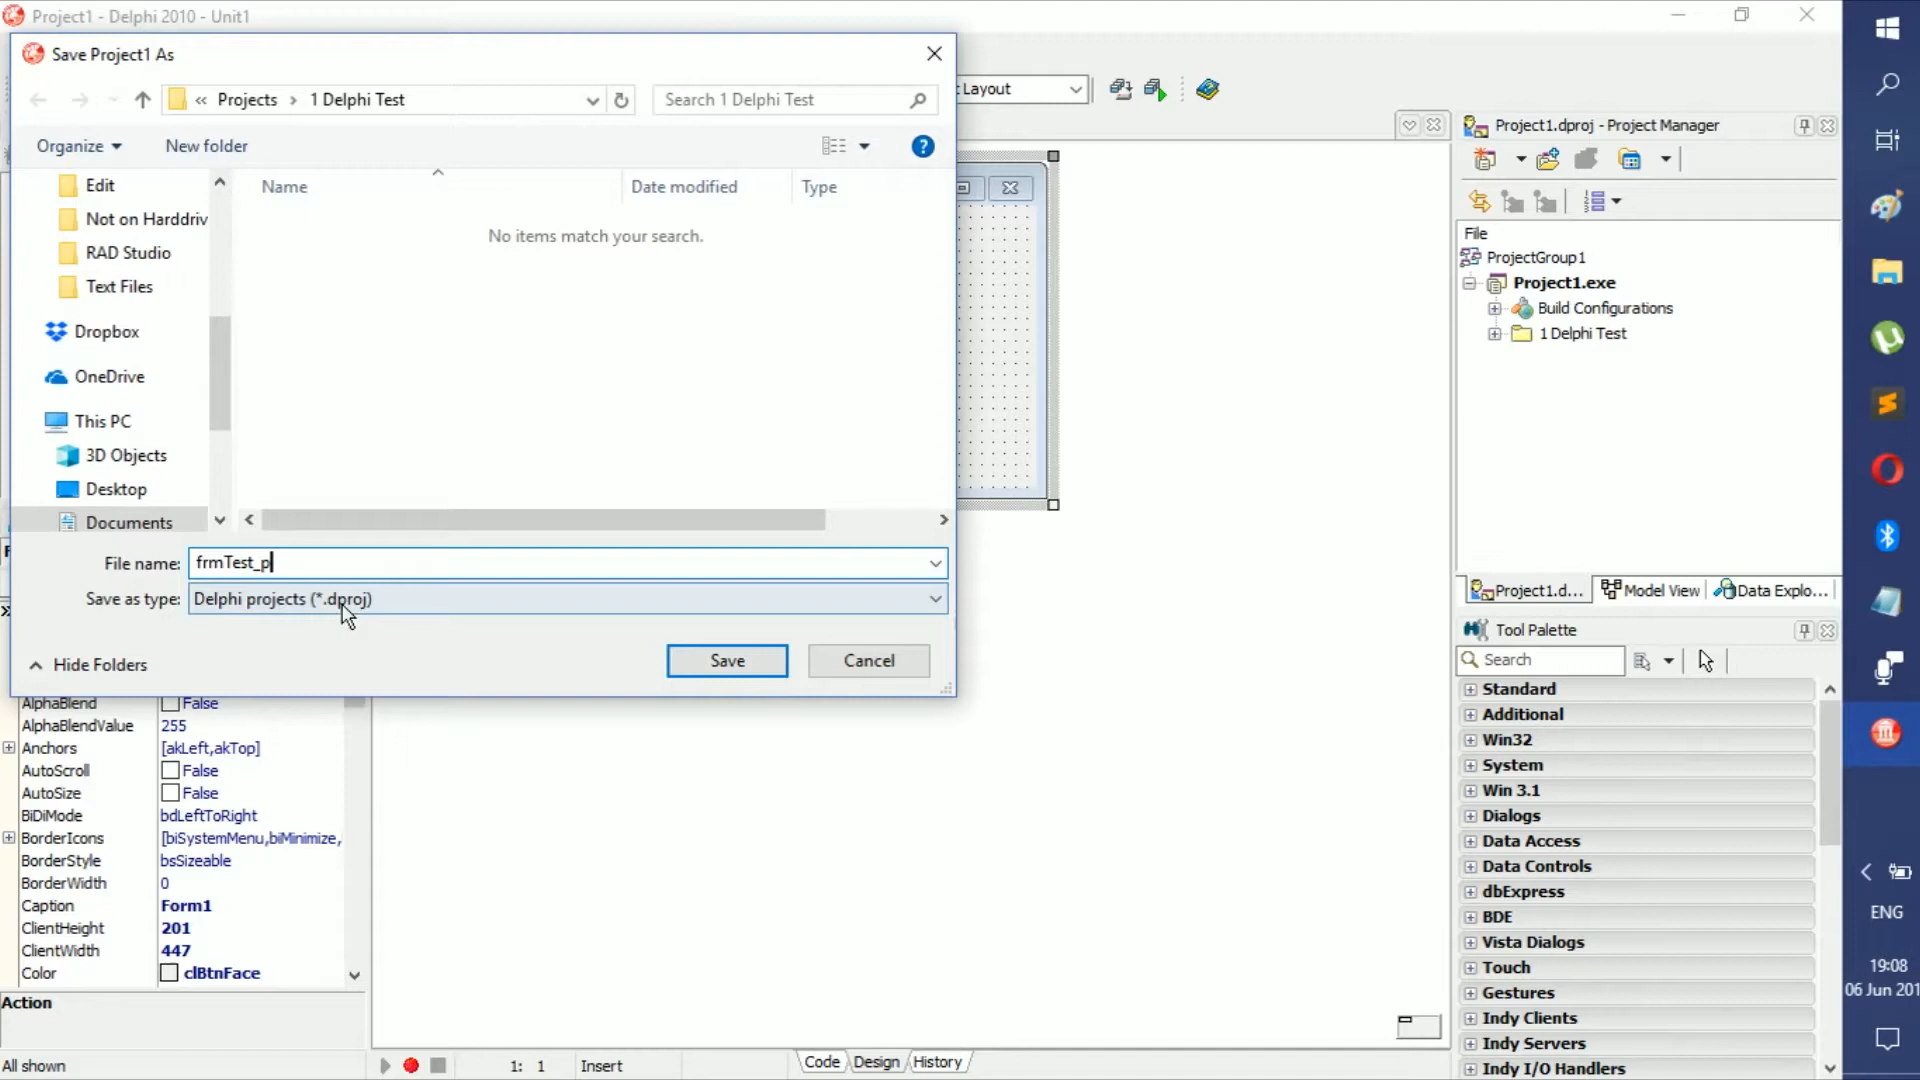 Project1 - Delphi 2010 - Unit1
Save Project1 As
« Projects › 1 Delphi Test
Search 1 Delphi Test
Layout
Organize
New folder
Name
Date modified
Type
No items match your search.
Edit
Not on Harddriv
RAD Studio
Text Files
Dropbox
OneDrive
This PC
3D Objects
Desktop
Documents
File name: frmTest_p
Save as type: Delphi projects (*.dproj)
Hide Folders
Save
Cancel
AlphaBlend False
AlphaBlendValue 255
Anchors [akLeft,akTop]
AutoScroll False
AutoSize False
BiDiMode bdLeftToRight
BorderIcons [biSystemMenu,biMinimize,
BorderStyle bsSizeable
BorderWidth 0
Caption Form1
ClientHeight 201
ClientWidth 447
Color clBtnFace
Action
All shown
1: 1
Insert
Code
Design
History
Project1.dproj - Project Manager
File
ProjectGroup1
Project1.exe
Build Configurations
1 Delphi Test
Project1.d...
Model View
Data Explo...
Tool Palette
Search
Standard
Additional
Win32
System
Win 3.1
Dialogs
Data Access
Data Controls
dbExpress
BDE
Vista Dialogs
Touch
Gestures
Indy Clients
Indy Servers
Indy I/O Handlers
ENG
19:08
06 Jun 201